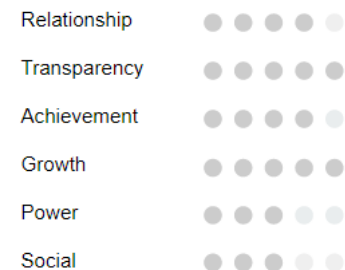 Relationship
Transparency
Achievement
Growth
Power
Social